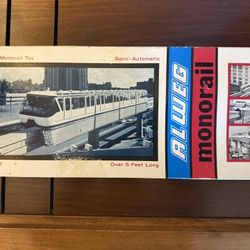 Monorail Toy
Semi-Automatic
Over 5 Feet Long
ALWEG
monorail